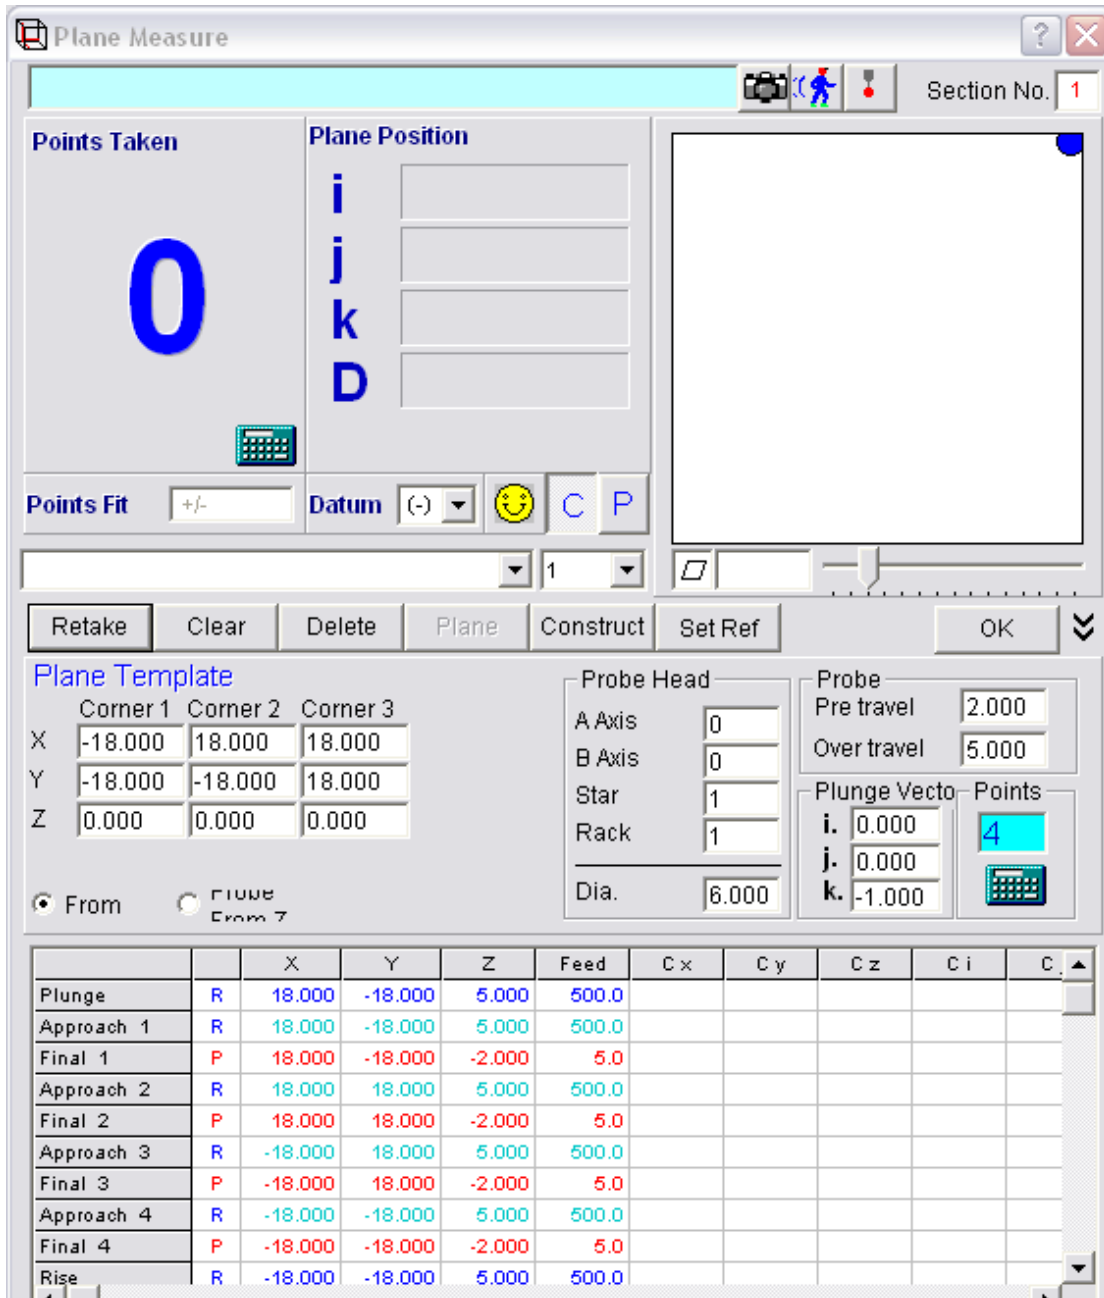 Plane Measure
Section No. 1
Points Taken
0
Plane Position
i
j
k
D
Points Fit +/- Datum (-) C P
1
Retake Clear Delete Plane Construct Set Ref OK
Plane Template
Corner 1 Corner 2 Corner 3
X -18.000 18.000 18.000
Y -18.000 -18.000 18.000
Z 0.000 0.000 0.000
From Probe
From Z
Probe Head
A Axis 0
B Axis 0
Star 1
Rack 1
Dia. 6.000
Probe
Pre travel 2.000
Over travel 5.000
Plunge Vecto
i. 0.000
j. 0.000
k. -1.000
Points
4
X Y Z Feed C x C y C z C i C
Plunge R 18.000 -18.000 5.000 500.0
Approach 1 R 18.000 -18.000 5.000 500.0
Final 1 P 18.000 -18.000 -2.000 5.0
Approach 2 R 18.000 18.000 5.000 500.0
Final 2 P 18.000 18.000 -2.000 5.0
Approach 3 R -18.000 18.000 5.000 500.0
Final 3 P -18.000 18.000 -2.000 5.0
Approach 4 R -18.000 -18.000 5.000 500.0
Final 4 P -18.000 -18.000 -2.000 5.0
Rise R -18.000 -18.000 5.000 500.0